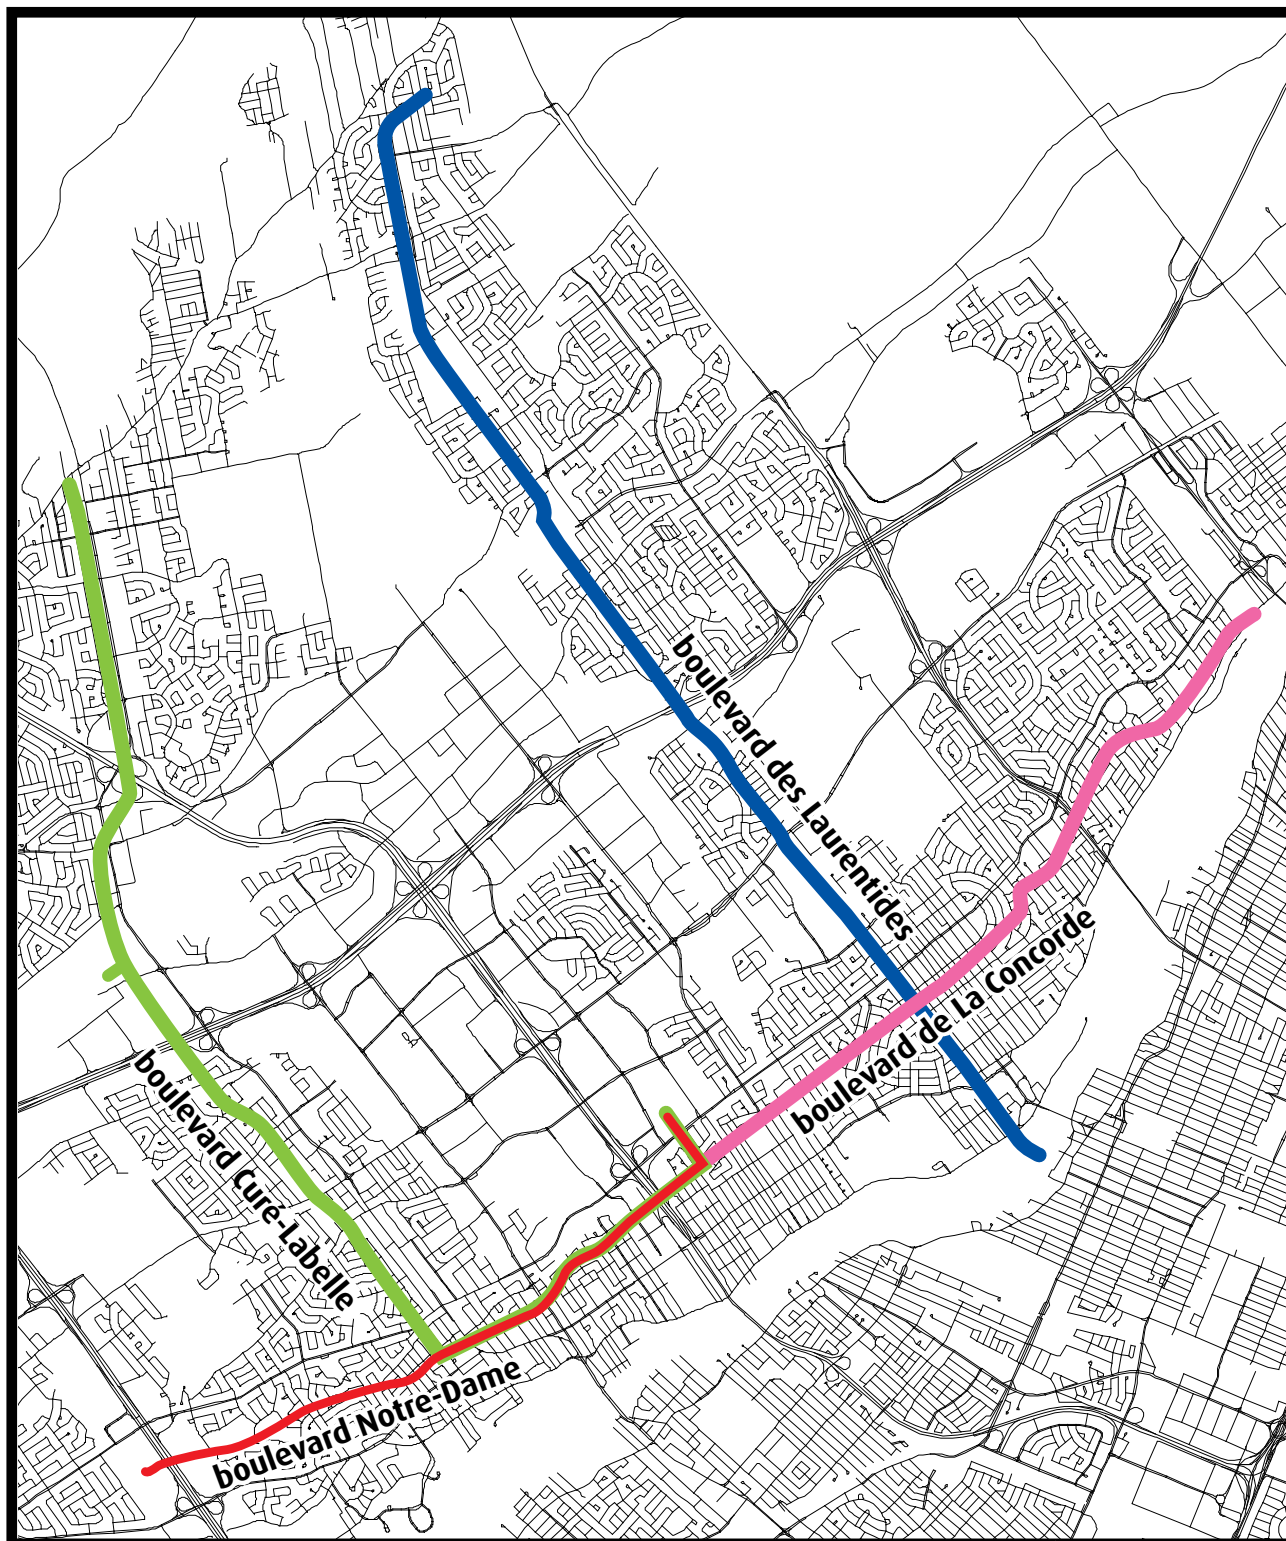 boulevard des Laurentides
boulevard de La Concorde
boulevard Curé-Labelle
boulevard Notre-Dame